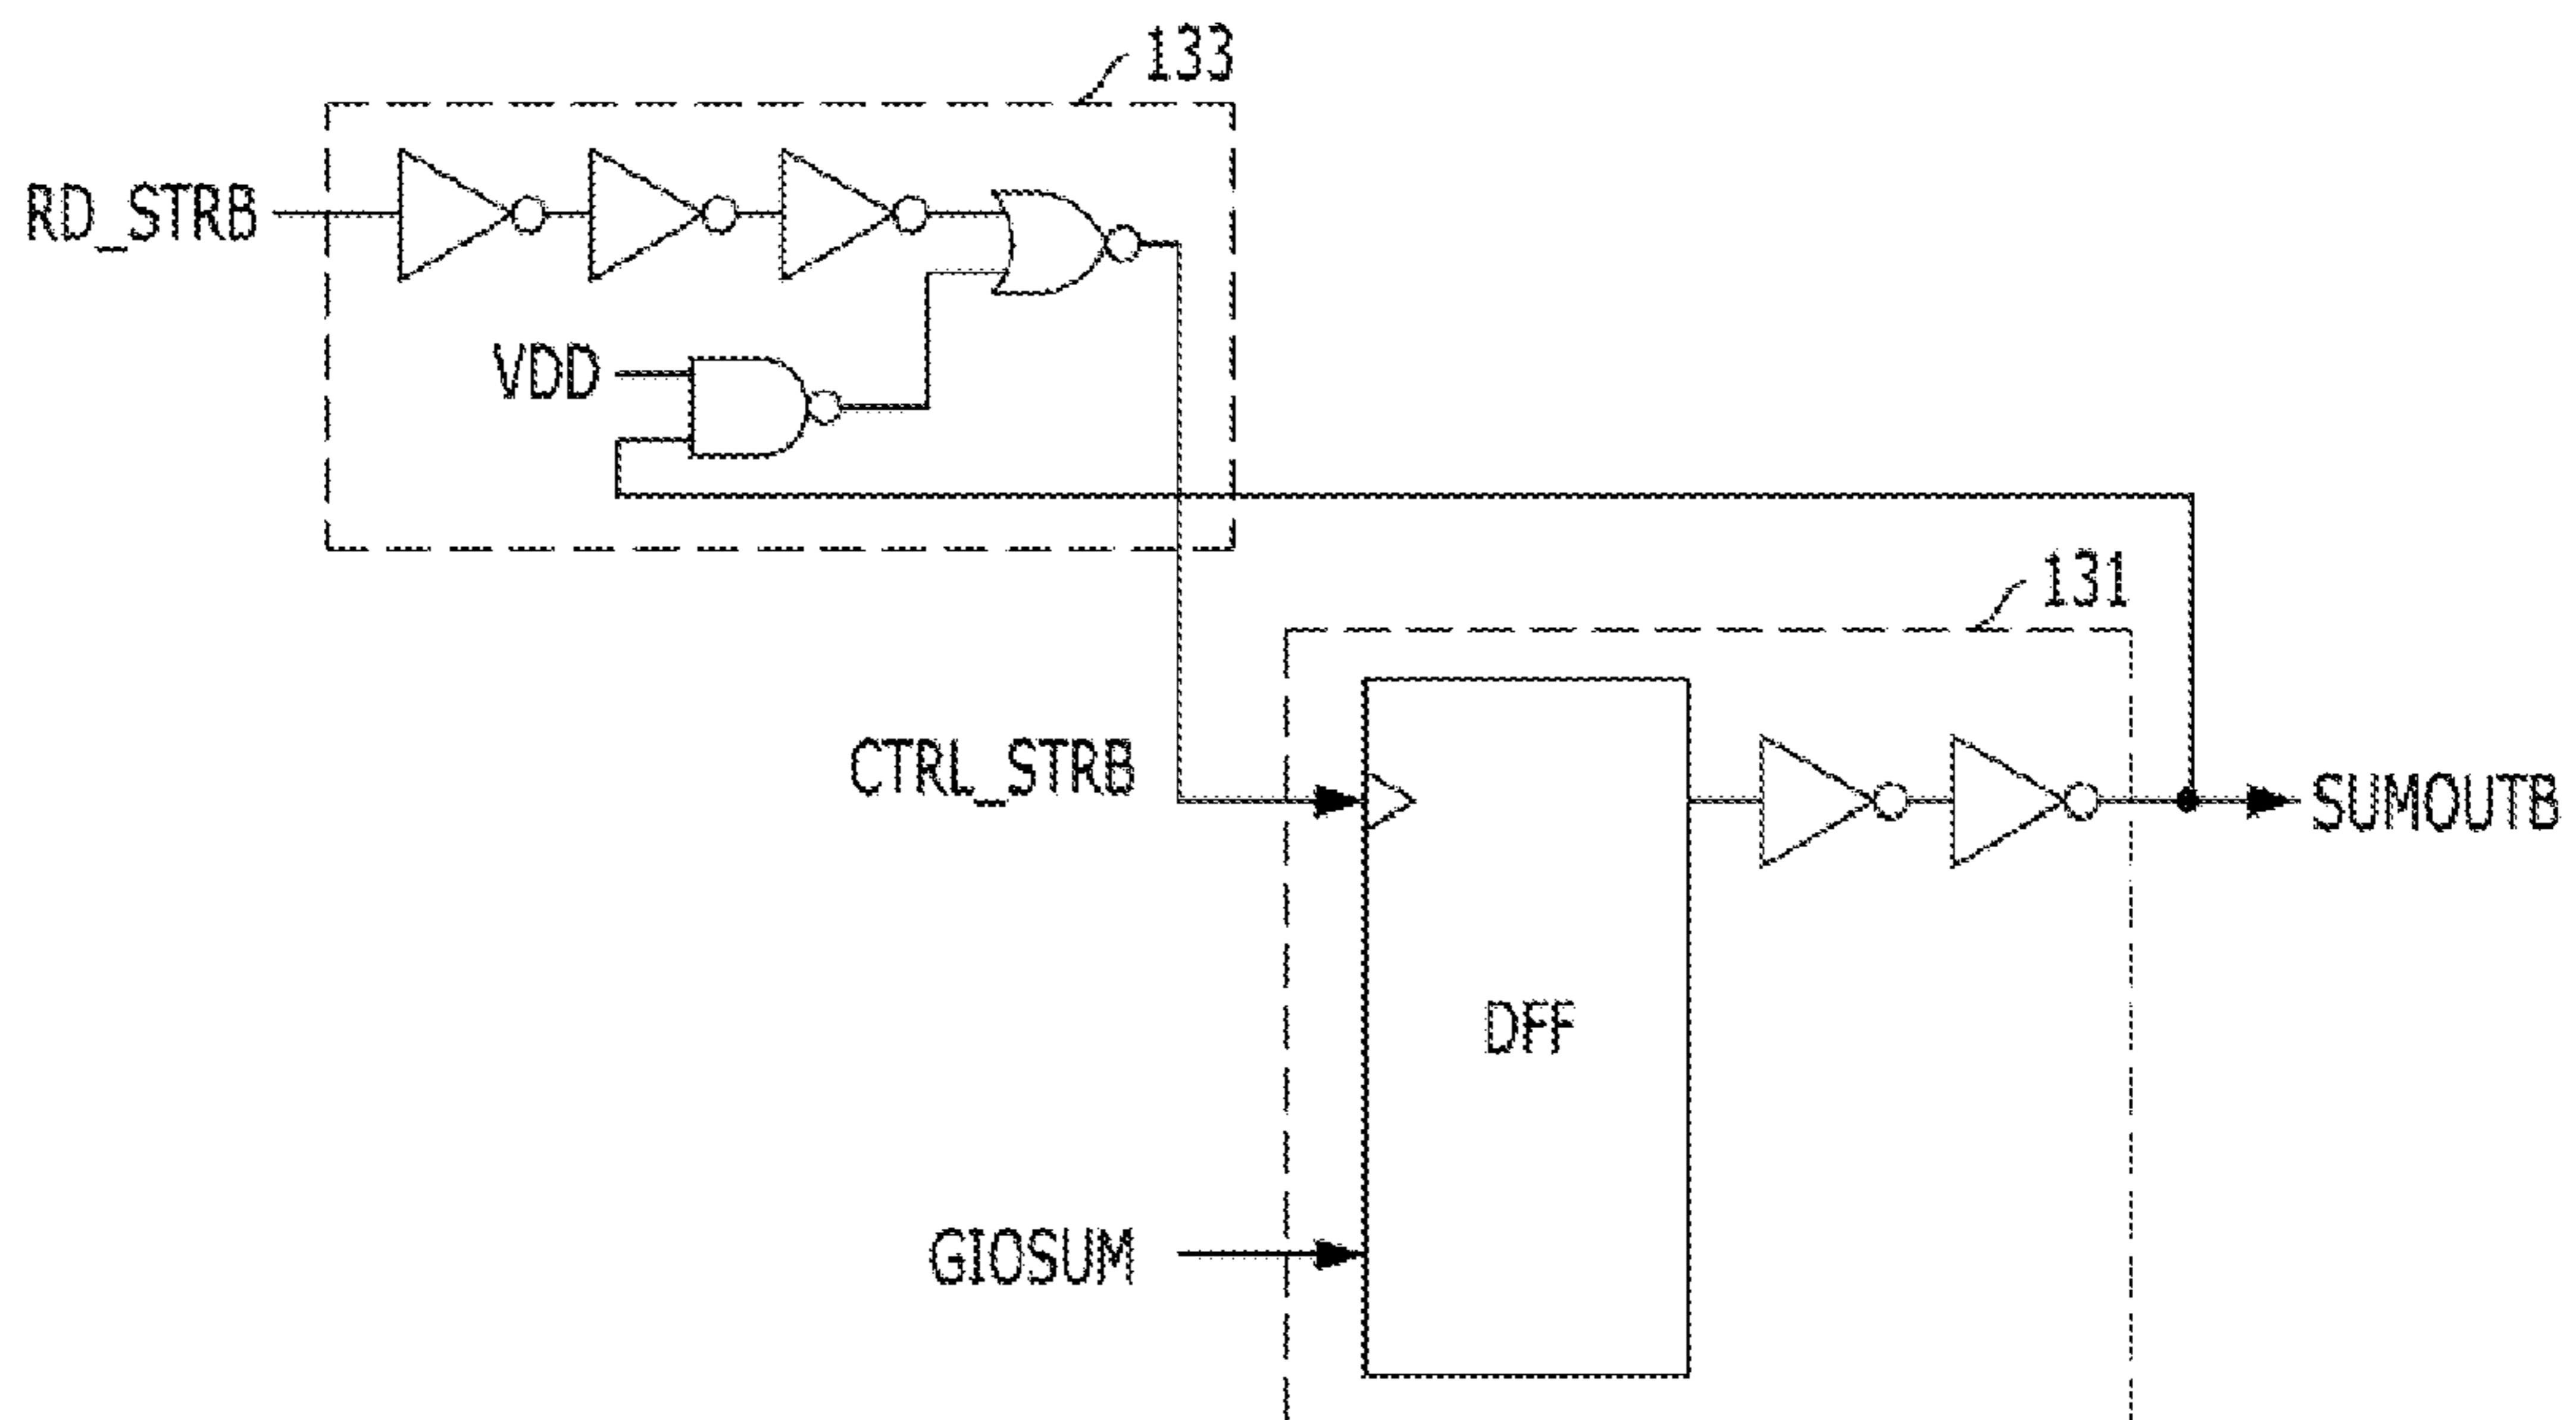 133
RD_STRB
VDD
131
CTRL_STRB
SUMOUTB
DFF
GIOSUM